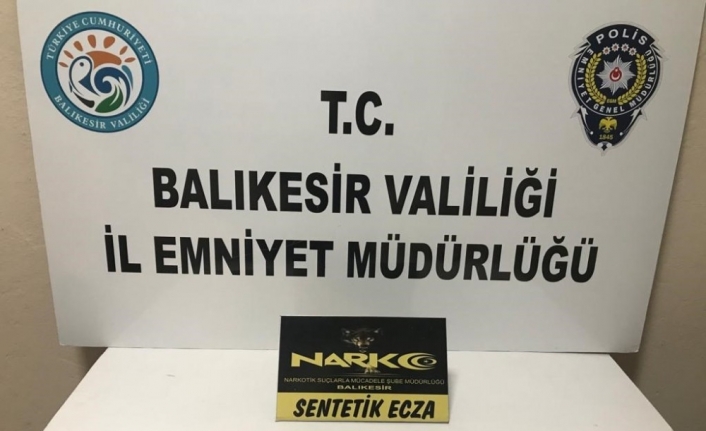 TÜRKİYE CUMHURİYETİ
BALIKESİR VALİLİĞİ
POLİS
EMNİYET GENEL MÜDÜRLÜĞÜ
1845
T.C.
BALIKESİR VALİLİĞİ
İL EMNİYET MÜDÜRLÜĞÜ
NARKO
NARKOTİK SUÇLARLA MÜCADELE ŞUBE MÜDÜRLÜĞÜ
BALIKESİR
SENTETİK ECZA